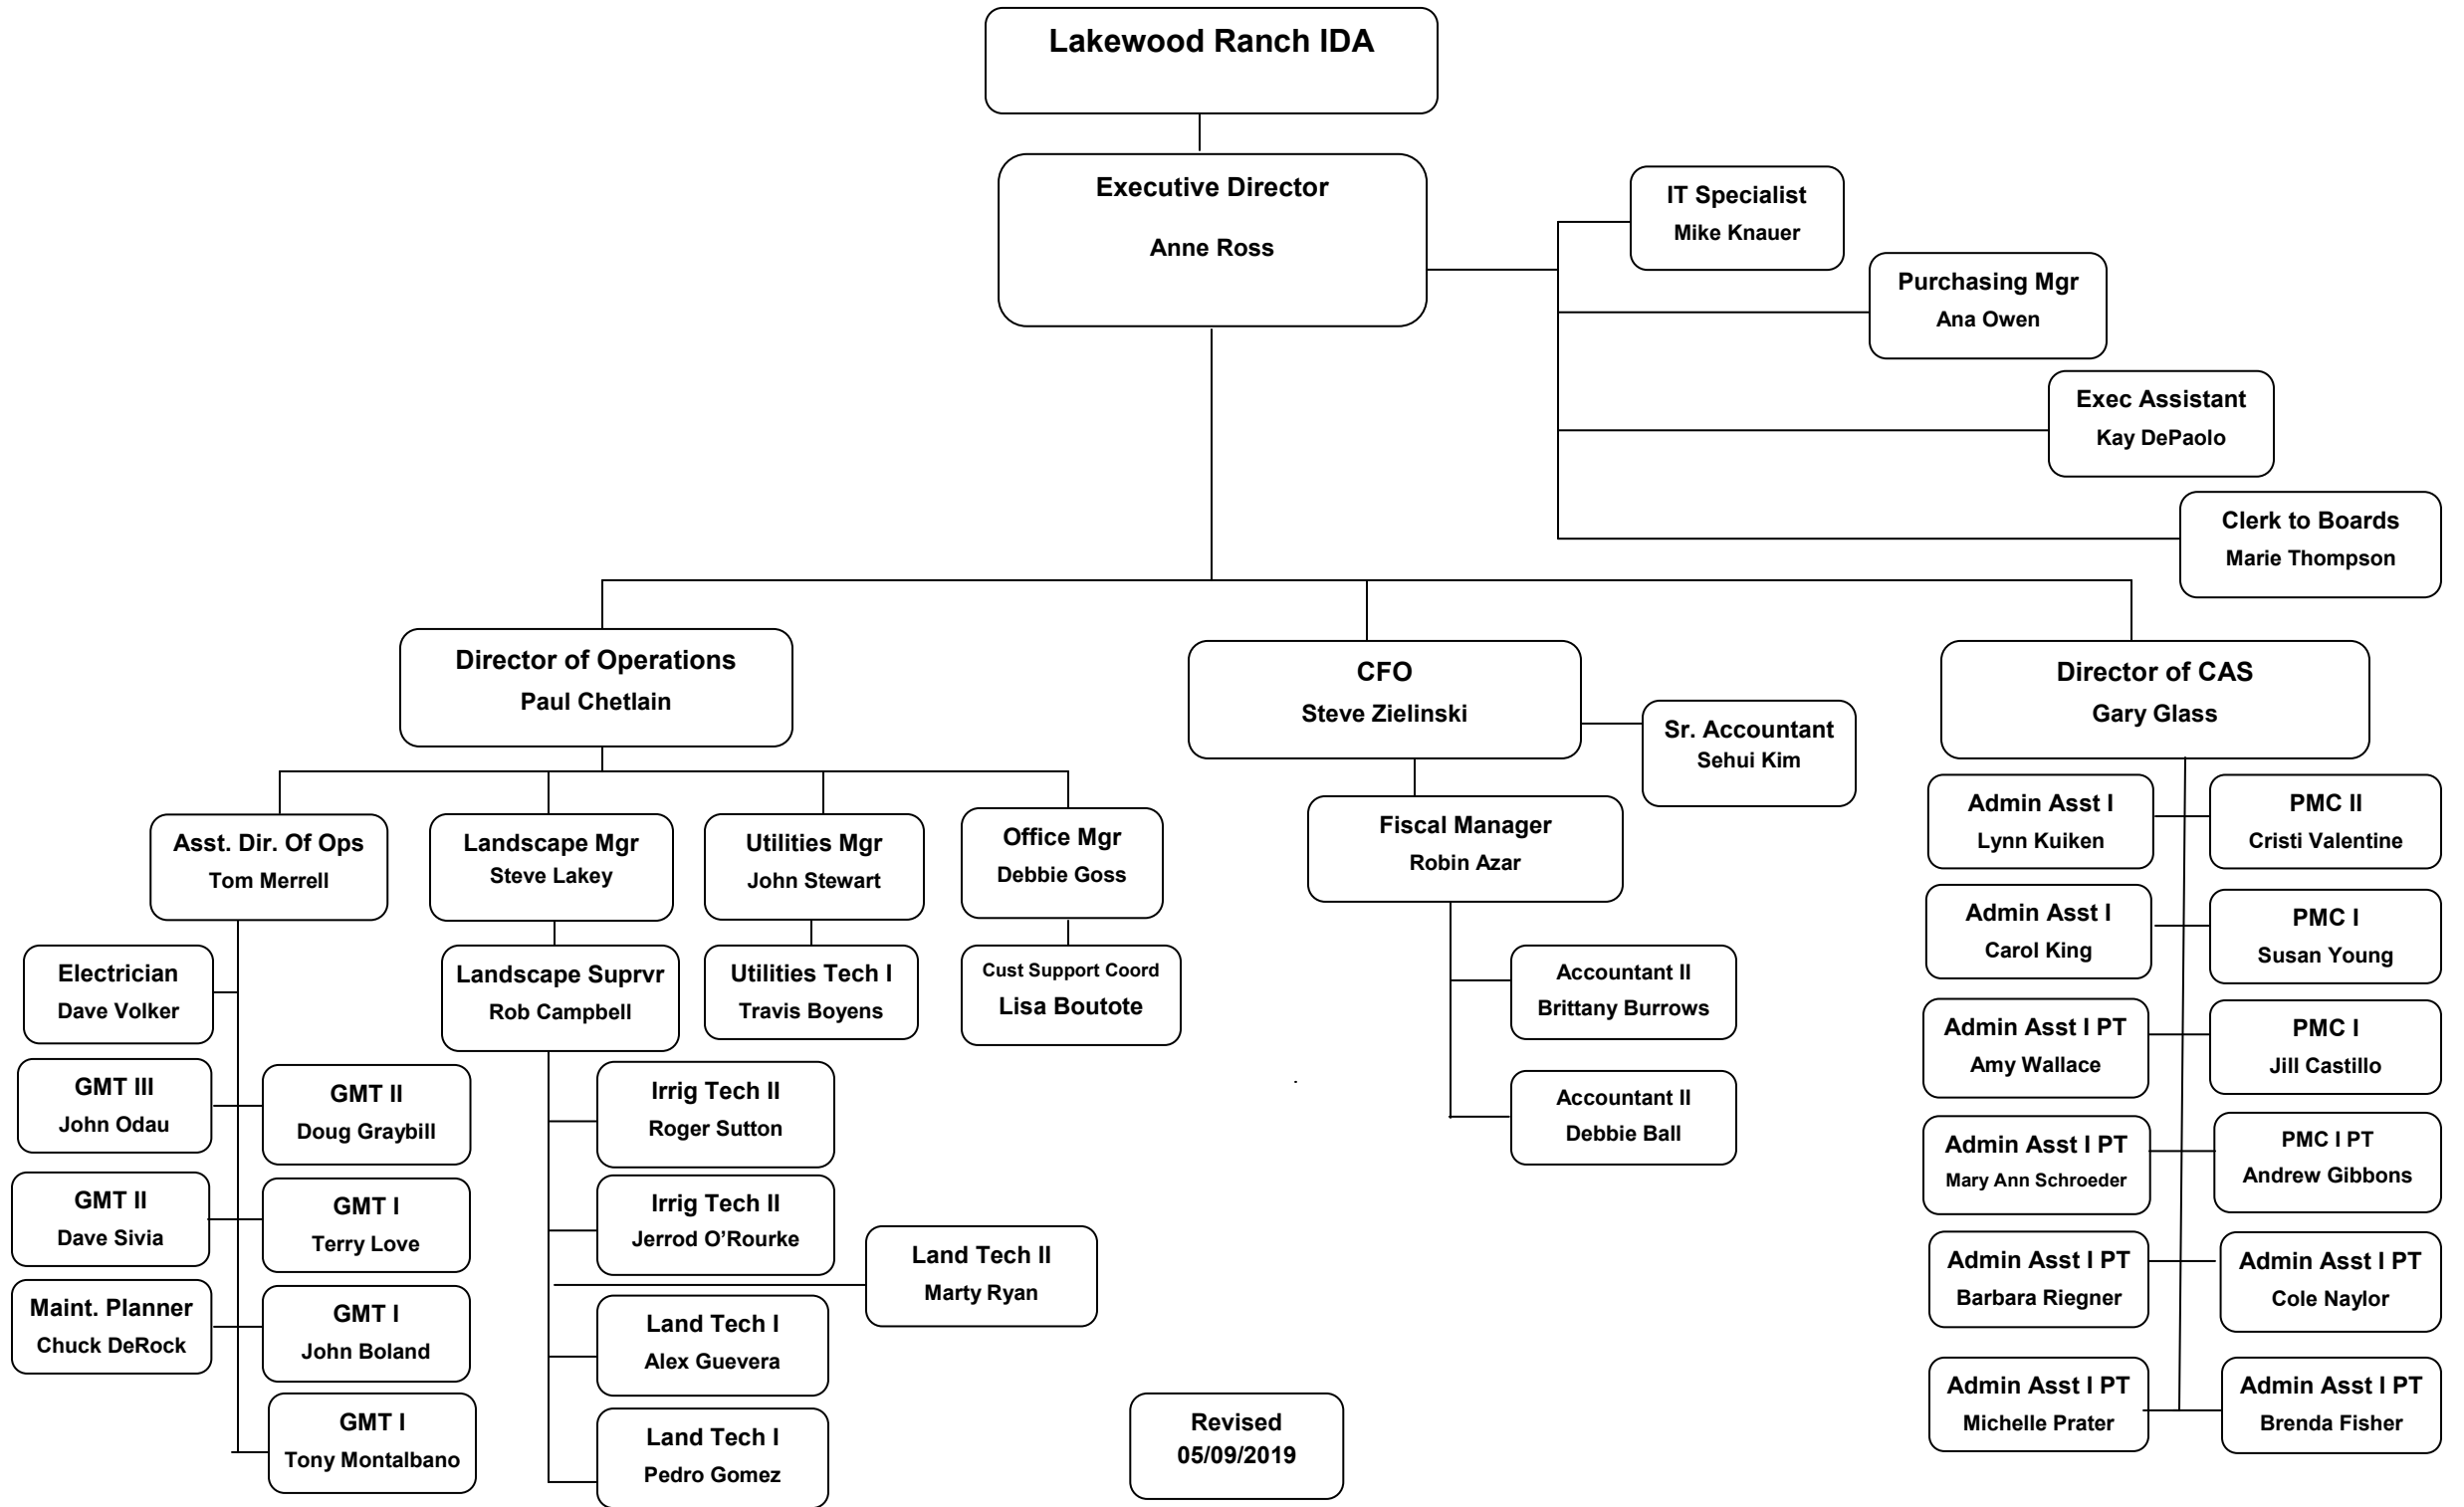 Lakewood Ranch IDA
Executive Director
Anne Ross
IT Specialist
Mike Knauer
Purchasing Mgr
Ana Owen
Exec Assistant
Kay DePaolo
Clerk to Boards
Marie Thompson
Director of Operations
Paul Chetlain
CFO
Steve Zielinski
Sr. Accountant
Sehui Kim
Director of CAS
Gary Glass
Asst. Dir. Of Ops
Tom Merrell
Landscape Mgr
Steve Lakey
Utilities Mgr
John Stewart
Office Mgr
Debbie Goss
Fiscal Manager
Robin Azar
Electrician
Dave Volker
GMT III
John Odau
GMT II
Doug Graybill
GMT II
Dave Sivia
GMT I
Terry Love
Maint. Planner
Chuck DeRock
GMT I
John Boland
GMT I
Tony Montalbano
Landscape Suprvr
Rob Campbell
Irrig Tech II
Roger Sutton
Irrig Tech II
Jerrod O’Rourke
Land Tech II
Marty Ryan
Land Tech I
Alex Guevera
Land Tech I
Pedro Gomez
Utilities Tech I
Travis Boyens
Cust Support Coord
Lisa Boutote
Accountant II
Brittany Burrows
Accountant II
Debbie Ball
Admin Asst I
Lynn Kuiken
PMC II
Cristi Valentine
Admin Asst I
Carol King
PMC I
Susan Young
Admin Asst I PT
Amy Wallace
PMC I
Jill Castillo
Admin Asst I PT
Mary Ann Schroeder
PMC I PT
Andrew Gibbons
Admin Asst I PT
Barbara Riegner
Admin Asst I PT
Cole Naylor
Admin Asst I PT
Michelle Prater
Admin Asst I PT
Brenda Fisher
Revised
05/09/2019